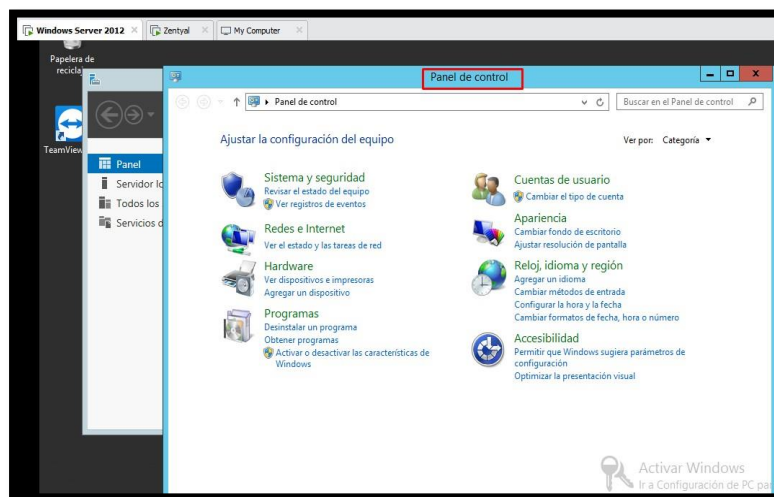 Windows Server 2012
Zentyal
My Computer
Papelera de
Panel de control
Panel de control
Buscar en el Panel de control
Ajustar la configuración del equipo
Ver por: Categoría
Panel
Todos los
Sistema y seguridad
Revisar el estado del equipo
Ver registros de eventos
Redes e Internet
Ver el estado y las tareas de red
Hardware
Ver dispositivos e impresoras
Agregar un dispositivo
Programas
Desinstalar un programa
Obtener programas
Activar o desactivar las características de
Windows
Cuentas de usuario
Cambiar el tipo de cuenta
Apariencia
Cambiar fondo de escritorio
Ajustar resolución de pantalla
Reloj, idioma y región
Agregar un idioma
Cambiar métodos de entrada
Configurar la hora y la fecha
Cambiar formatos de fecha, hora o número
Accesibilidad
Permitir que Windows sugiera parámetros de
configuración
Optimizar la presentación visual
Activar Windows
Ir a Configuración de PC